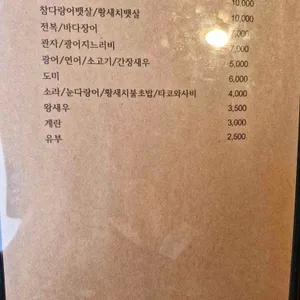 10,000
참다랑어뱃살/황새치뱃살 10,000
전복/바다장어
관자/광어지느러미 7,000
광어/연어/소고기/간장새우 5,000
도미 6,000
소라/눈다랑어/황새치불초밥/타코와사비 4,000
왕새우 3,500
계란 3,000
유부 2,500